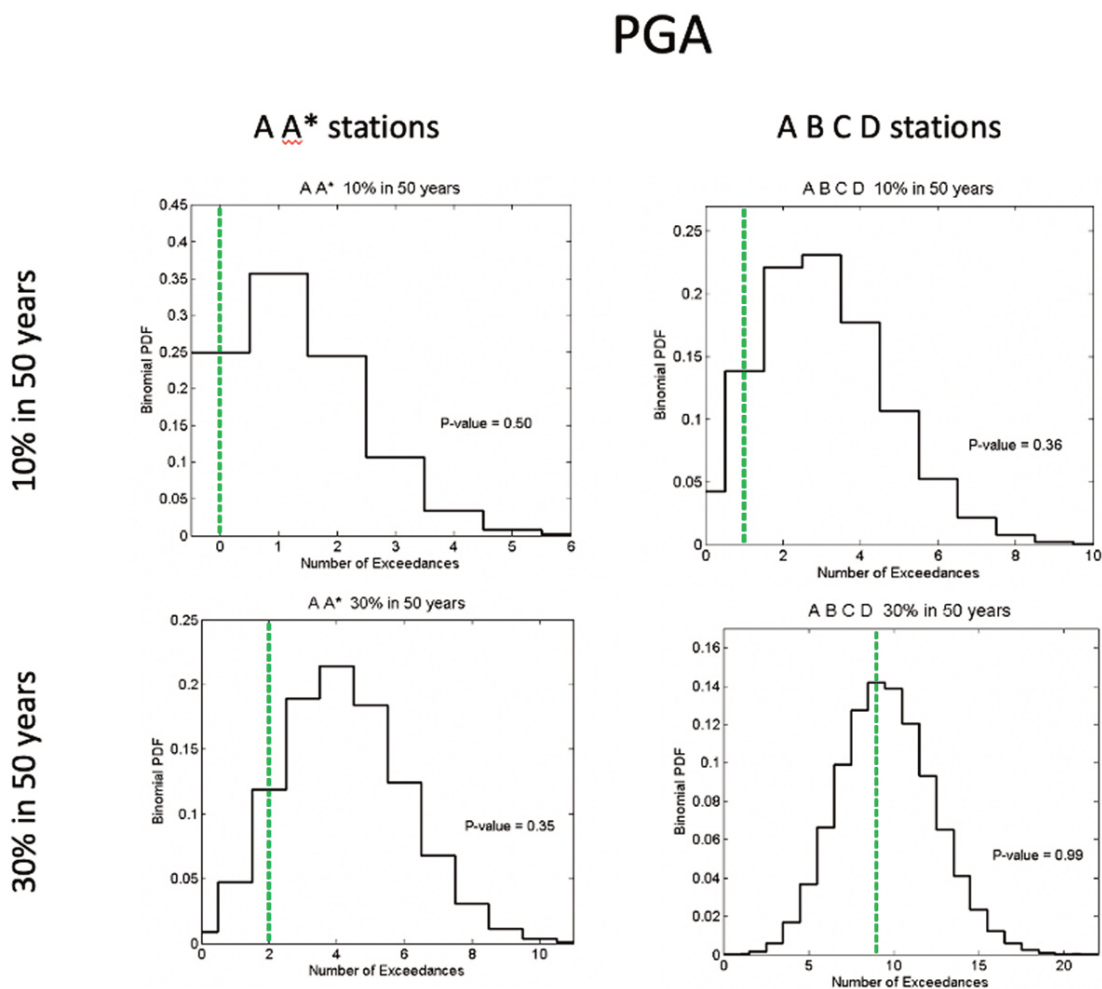 PGA
A A* stations
A B C D stations
10% in 50 years
A A* 10% in 50 years
0.45
0.4
0.35
0.3
0.25
0.2
0.15
0.1
0.05
0
Binomial PDF
P-value = 0.50
0 1 2 3 4 5 6
Number of Exceedances
A B C D 10% in 50 years
0.25
0.2
0.15
0.1
0.05
0
Binomial PDF
P-value = 0.36
0 2 4 6 8 10
Number of Exceedances
30% in 50 years
A A* 30% in 50 years
0.25
0.2
0.15
0.1
0.05
0
Binomial PDF
P-value = 0.35
0 2 4 6 8 10
Number of Exceedances
A B C D 30% in 50 years
0.16
0.14
0.12
0.1
0.08
0.06
0.04
0.02
0
Binomial PDF
P-value = 0.99
5 10 15 20
Number of Exceedances